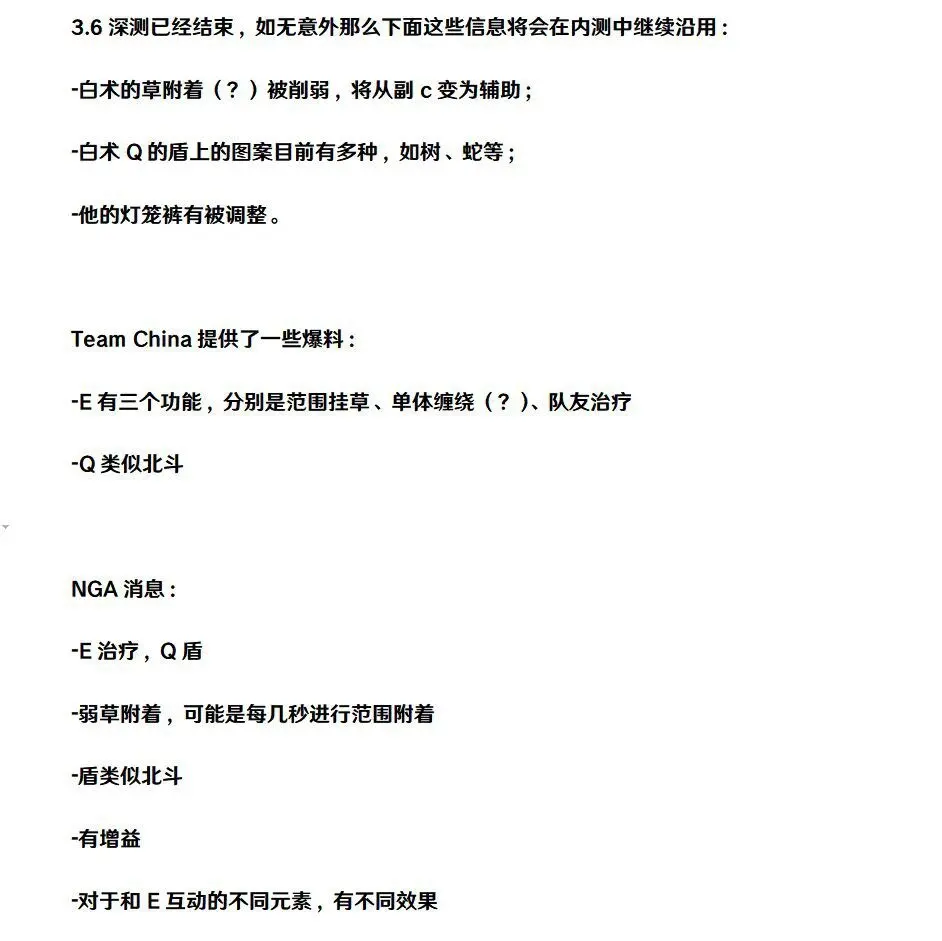 3.6 深测已经结束，如无意外那么下面这些信息将会在内测中继续沿用：
-白术的草附着（？）被削弱，将从副 c 变为辅助；
-白术 Q 的盾上的图案目前有多种，如树、蛇等；
-他的灯笼裤有被调整。
Team China 提供了一些爆料：
-E 有三个功能，分别是范围挂草、单体缠绕（？）、队友治疗
-Q 类似北斗
NGA 消息：
-E 治疗，Q 盾
-弱草附着，可能是每几秒进行范围附着
-盾类似北斗
-有增益
-对于和 E 互动的不同元素，有不同效果